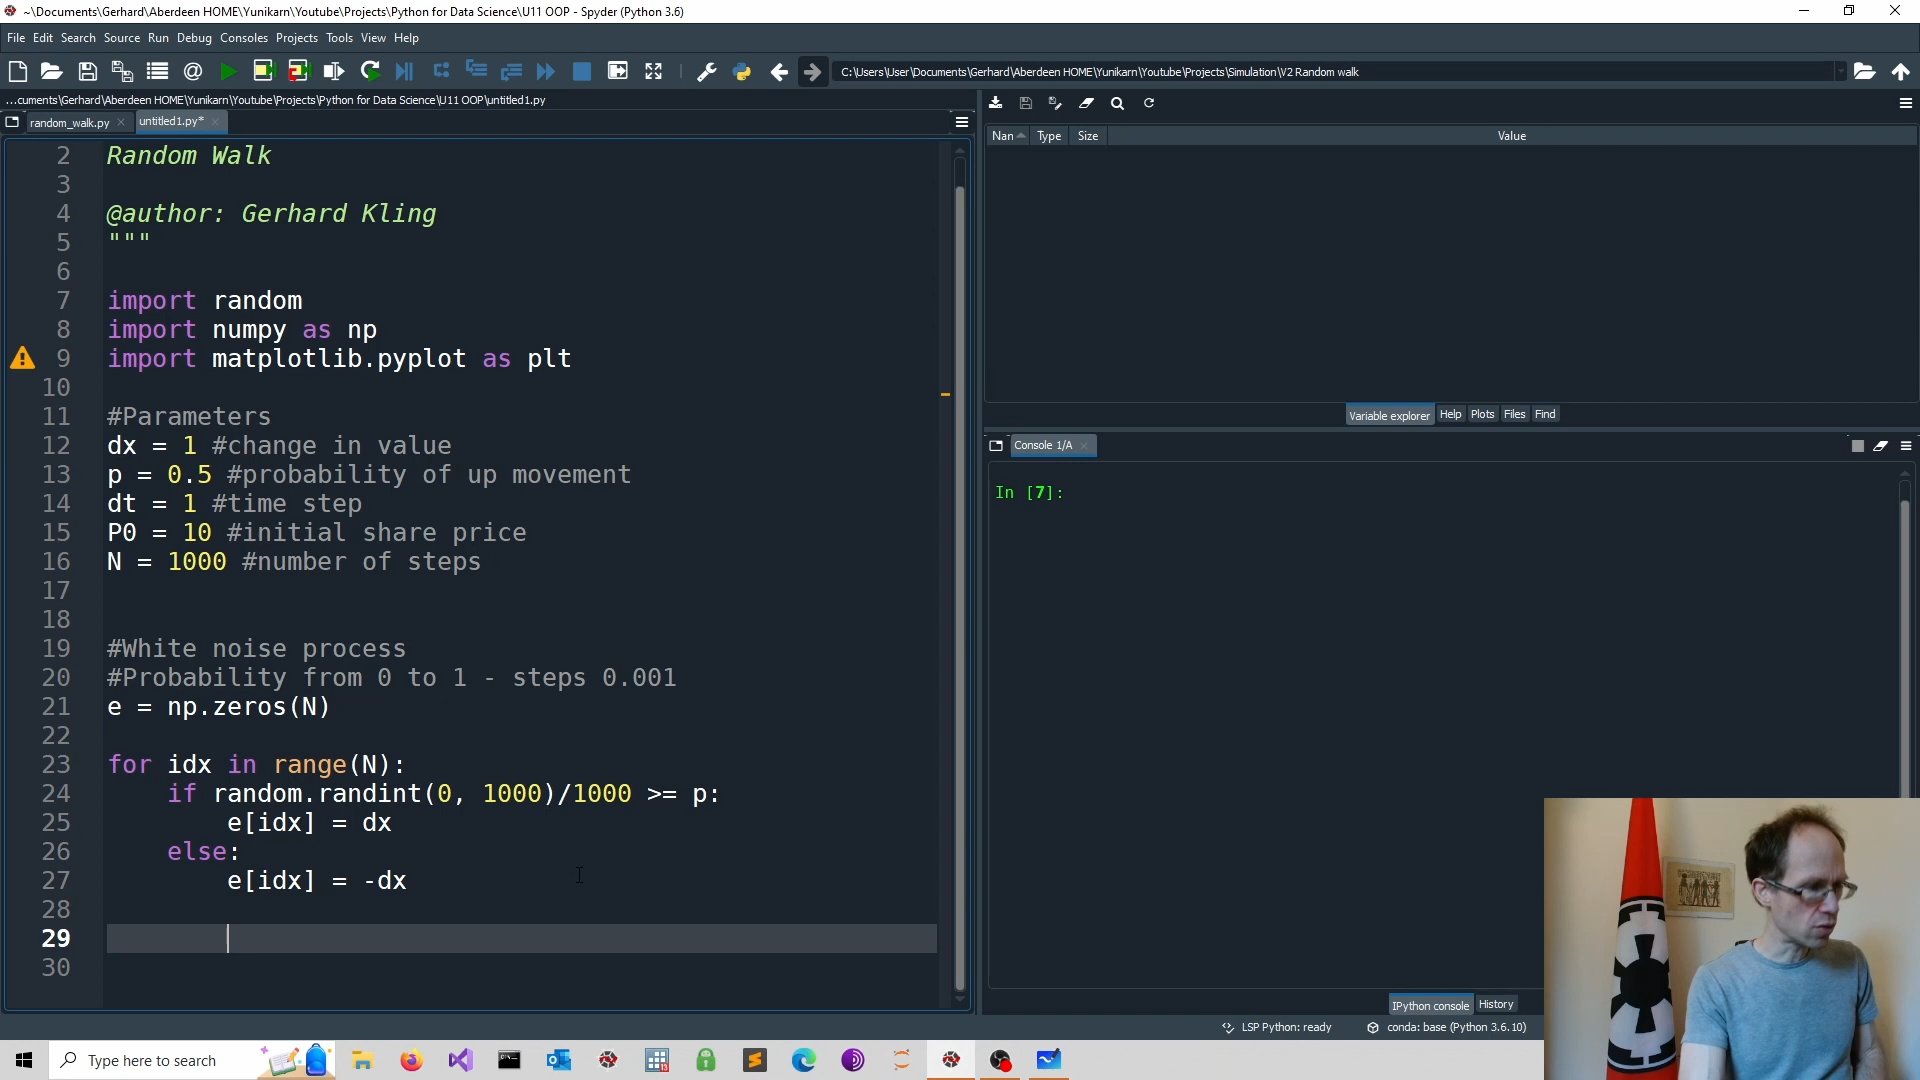 ~\Documents\Gerhard\Aberdeen HOME\Yunikarn\Youtube\Projects\Python for Data Science\U11 OOP - Spyder (Python 3.6)
File Edit Search Source Run Debug Consoles Projects Tools View Help
C:\Users\User\Documents\Gerhard\Aberdeen HOME\Yunikarn\Youtube\Projects\Simulation\V2 Random walk
...cuments\Gerhard\Aberdeen HOME\Yunikarn\Youtube\Projects\Python for Data Science\U11 OOP\untitled1.py
random_walk.py untitled1.py*
2 Random Walk
3
4 @author: Gerhard Kling
5 """
6
7 import random
8 import numpy as np
9 import matplotlib.pyplot as plt
10
11 #Parameters
12 dx = 1 #change in value
13 p = 0.5 #probability of up movement
14 dt = 1 #time step
15 P0 = 10 #initial share price
16 N = 1000 #number of steps
17
18
19 #White noise process
20 #Probability from 0 to 1 - steps 0.001
21 e = np.zeros(N)
22
23 for idx in range(N):
24 if random.randint(0, 1000)/1000 >= p:
25 e[idx] = dx
26 else:
27 e[idx] = -dx
28
29
30
Nan Type Size Value
Variable explorer Help Plots Files Find
Console 1/A
In [7]:
IPython console History
LSP Python: ready conda: base (Python 3.6.10)
Type here to search